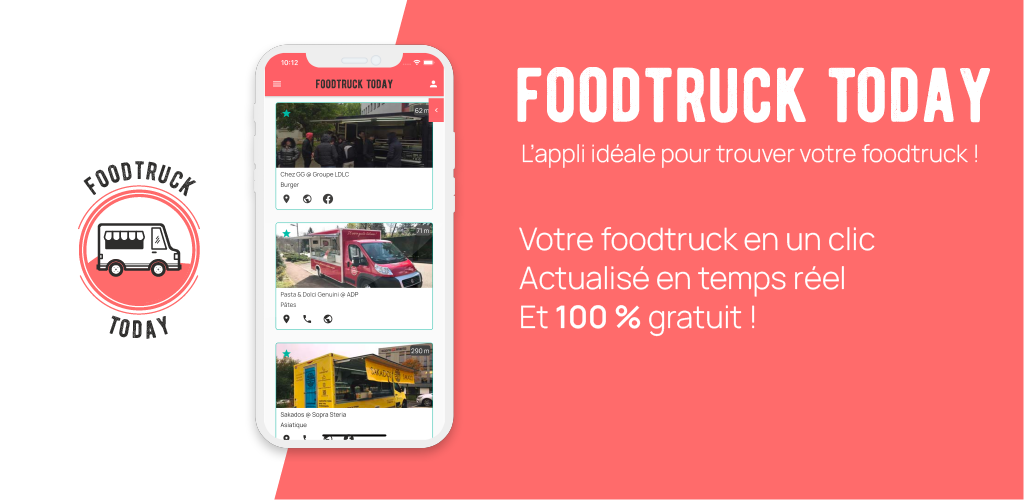 FOODTRUCK
TODAY
10:12
FOODTRUCK TODAY
62 m
Chez GG @ Groupe LDLC
Burger
71 m
Pasta & Dolci Genuini @ ADP
Pâtes
290 m
Sakados @ Sopra Steria
Asiatique
FOODTRUCK TODAY
L'appli idéale pour trouver votre foodtruck !
Votre foodtruck en un clic
Actualisé en temps réel
Et 100 % gratuit !